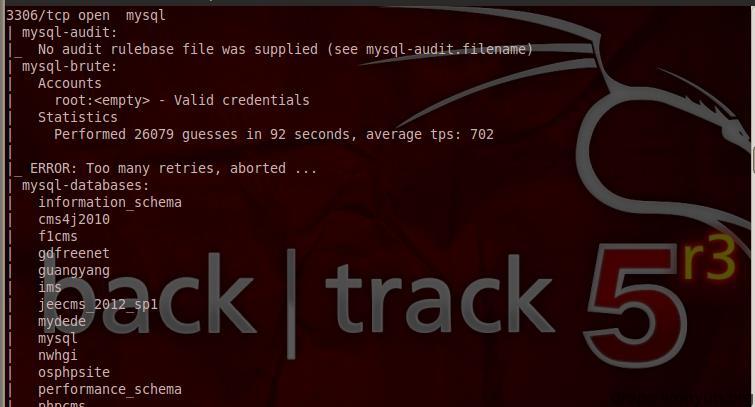 3306/tcp open  mysql
| mysql-audit:
|_  No audit rulebase file was supplied (see mysql-audit.filename)
| mysql-brute:
|   Accounts
|     root:<empty> - Valid credentials
|   Statistics
|     Performed 26079 guesses in 92 seconds, average tps: 702
|
|_ ERROR: Too many retries, aborted ...
| mysql-databases:
|   information_schema
|   cms4j2010
|   f1cms
|   gdfreenet
|   guangyang
|   ims
|   jeecms_2012_sp1
|   mydede
|   mysql
|   nwhgi
|   osphpsite
|   performance_schema
|   phpcms
back | track 5 r3